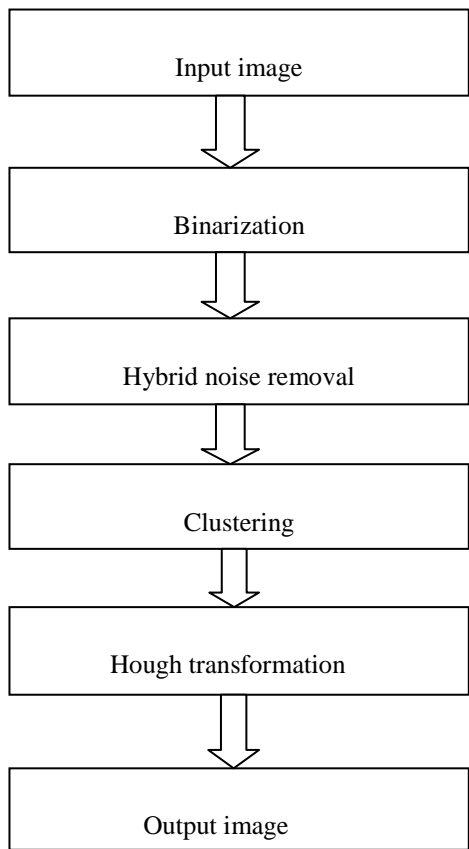 Input image
Binarization
Hybrid noise removal
Clustering
Hough transformation
Output image